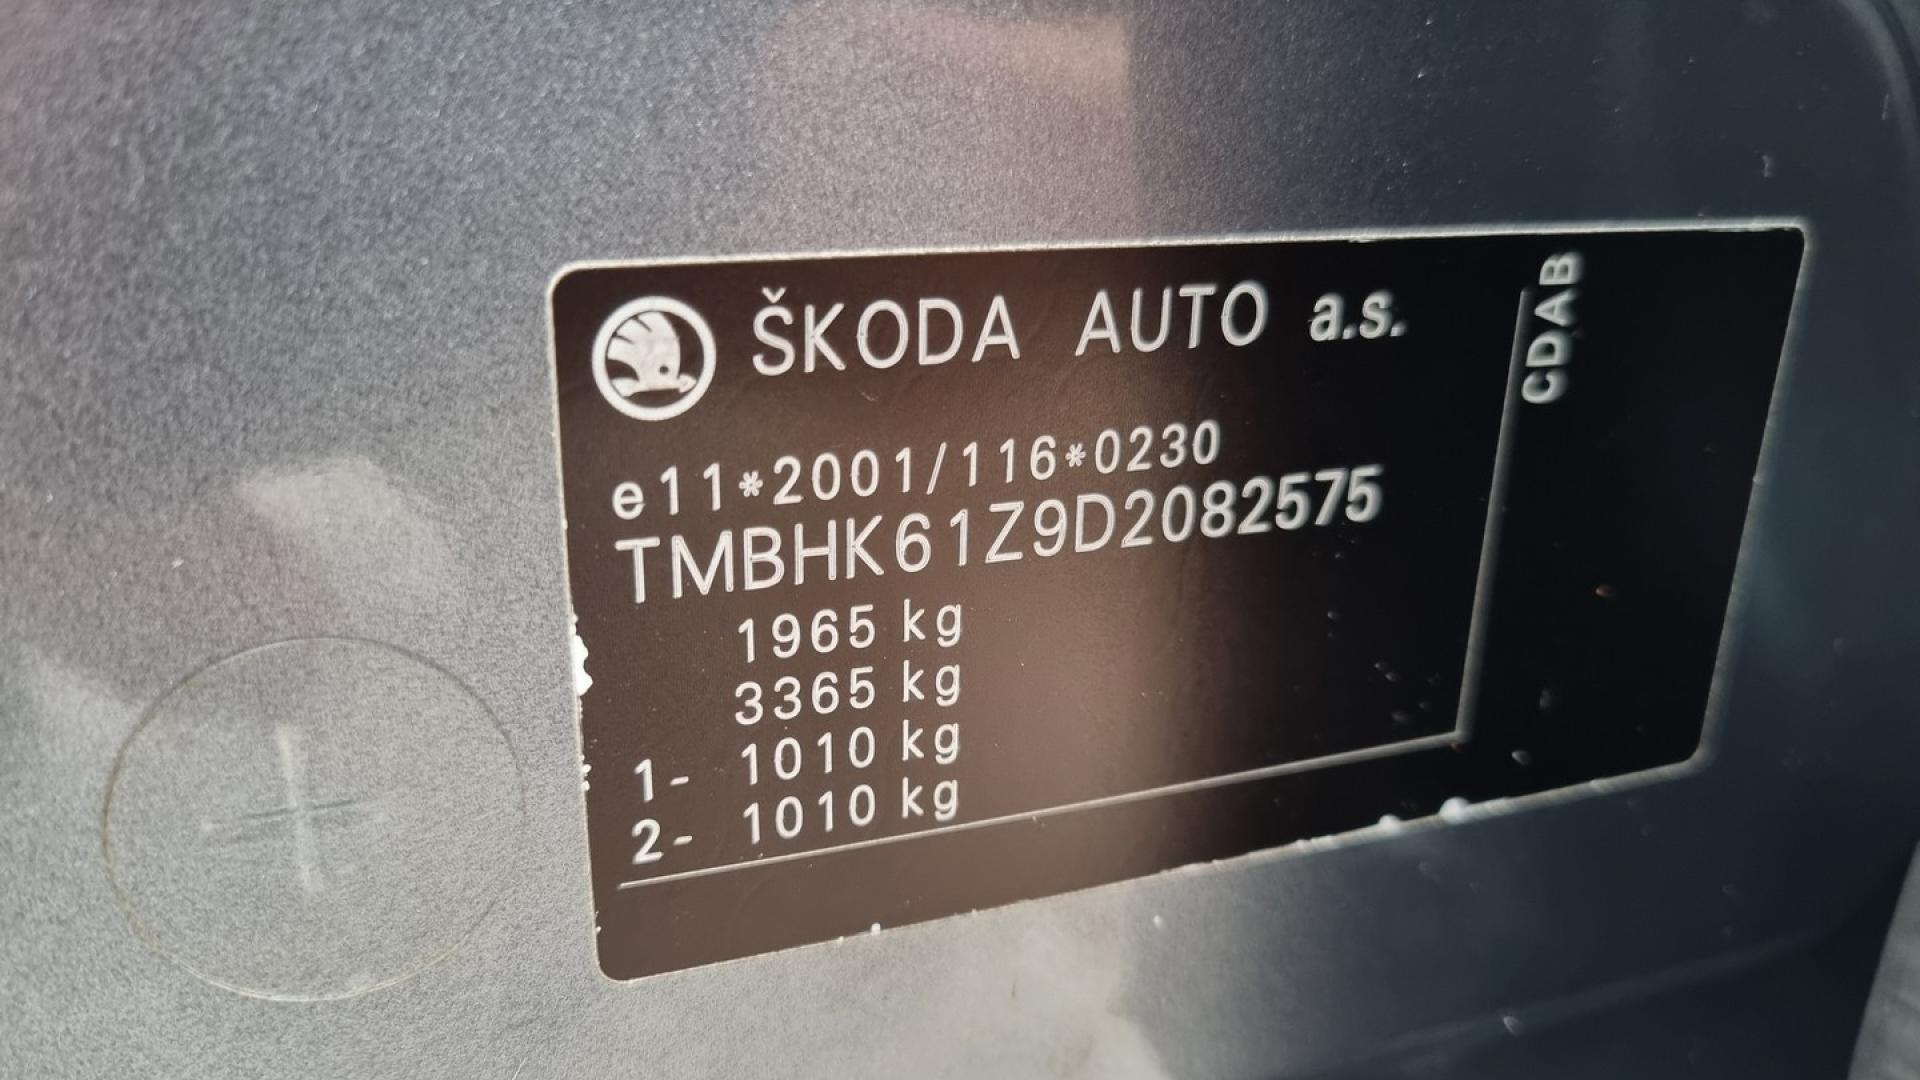 ŠKODA AUTO a.s.
e11*2001/116*0230
TMBHK61Z9D2082575
1965 kg
3365 kg
1- 1010 kg
2- 1010 kg
CDAB